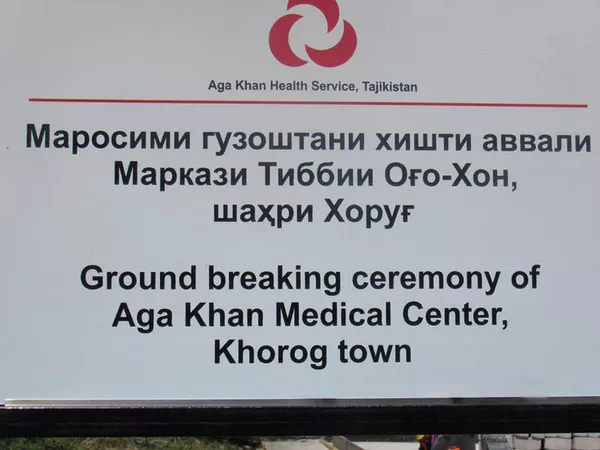 Aga Khan Health Service, Tajikistan
Маросими гузоштани хишти аввали
Маркази Тиббии Оғо-Хон,
шаҳри Хоруғ
Ground breaking ceremony of
Aga Khan Medical Center,
Khorog town